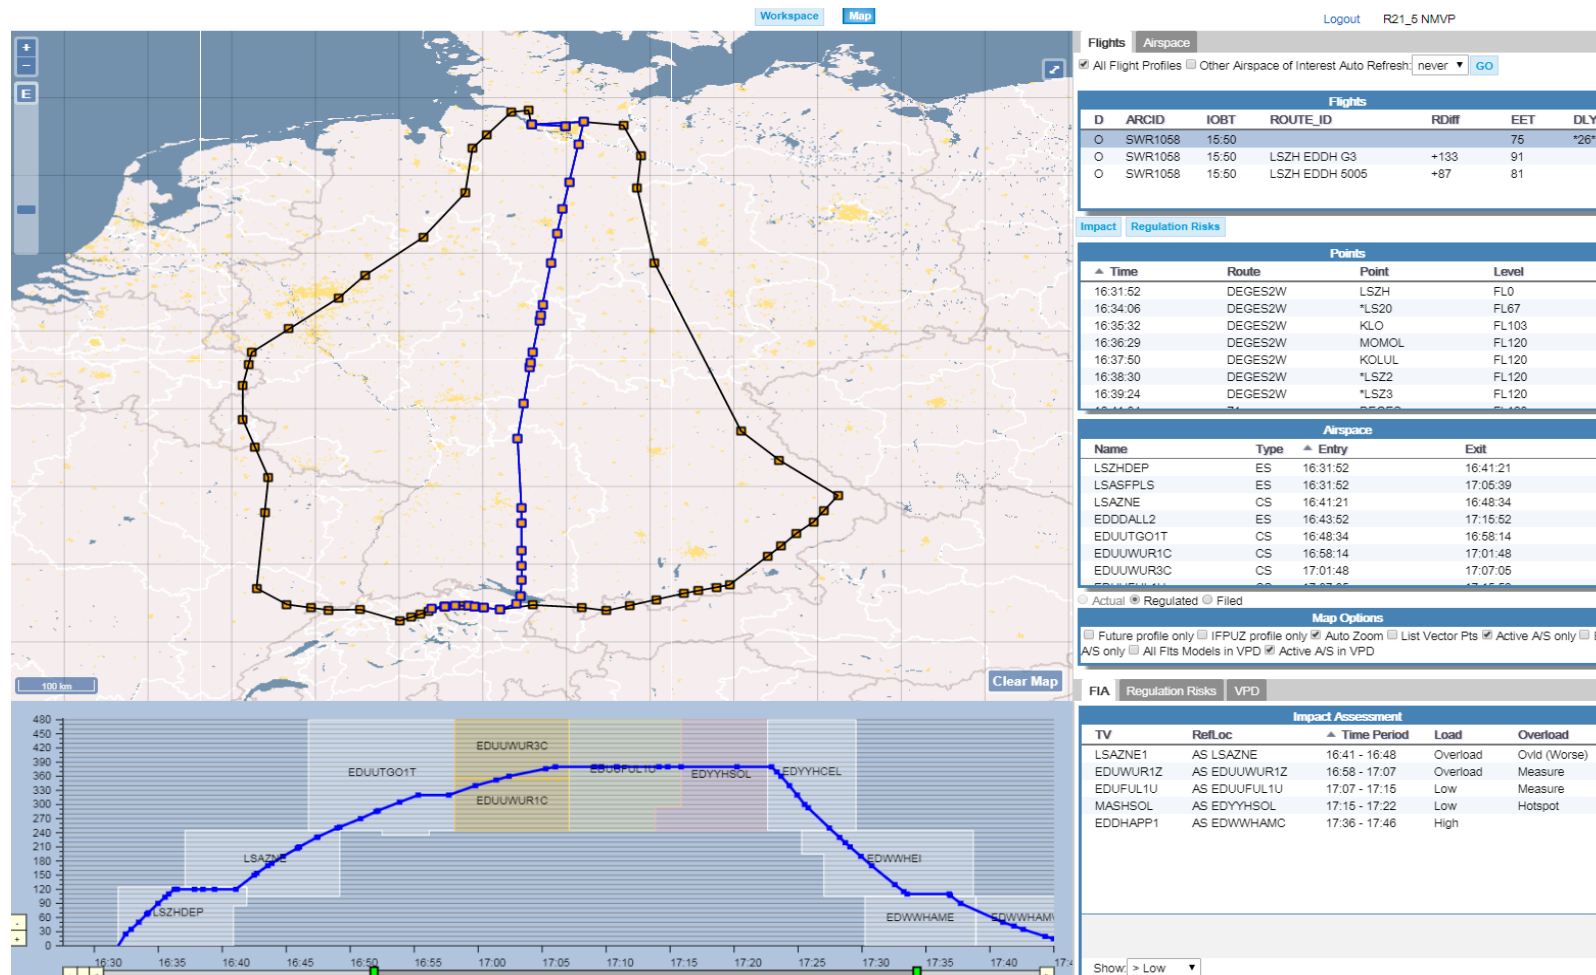 Workspace Map
Logout R21_5 NMVP
Flights Airspace
All Flight Profiles Other Airspace of Interest Auto Refresh: never GO
Flights
D ARCID IOBT ROUTE_ID RDiff EET DLY
O SWR1058 15:50 75 *26*
O SWR1058 15:50 LSZH EDDH G3 +133 91
O SWR1058 15:50 LSZH EDDH 5005 +87 81
Impact Regulation Risks
Points
Time Route Point Level
16:31:52 DEGES2W LSZH FL0
16:34:06 DEGES2W *LS20 FL67
16:35:32 DEGES2W KLO FL103
16:36:29 DEGES2W MOMOL FL120
16:37:50 DEGES2W KOLUL FL120
16:38:30 DEGES2W *LSZ2 FL120
16:39:24 DEGES2W *LSZ3 FL120
Airspace
Name Type Entry Exit
LSZHDEP ES 16:31:52 16:41:21
LSASFPLS ES 16:31:52 17:05:39
LSAZNE CS 16:41:21 16:48:34
EDDDALL2 ES 16:43:52 17:15:52
EDUUTGO1T CS 16:48:34 16:58:14
EDUUWUR1C CS 16:58:14 17:01:48
EDUUWUR3C CS 17:01:48 17:07:05
Actual Regulated Filed
Map Options
Future profile only IFPUZ profile only Auto Zoom List Vector Pts Active A/S only
A/S only All Flts Models in VPD Active A/S in VPD
FIA Regulation Risks VPD
Impact Assessment
TV RefLoc Time Period Load Overload
LSAZNE1 AS LSAZNE 16:41 - 16:48 Overload Ovld (Worse)
EDUWUR1Z AS EDUUWUR1Z 16:58 - 17:07 Overload Measure
EDUFUL1U AS EDUUFUL1U 17:07 - 17:15 Low Measure
MASHSOL AS EDYYHSOL 17:15 - 17:22 Low Hotspot
EDDHAPP1 AS EDWWHAMC 17:36 - 17:46 High
Show: > Low
+
−
E
100 km
Clear Map
480
450
420
390
360
330
300
270
240
210
180
150
120
90
60
30
0
EDUUWUR3C
EDUUTGO1T
EDYYHSOL
EDYYHCEL
EDUUWUR1C
LSAZNE
EDWWHEI
LSZHDEP
EDWWHAME
16:30 16:35 16:40 16:45 16:50 16:55 17:00 17:05 17:10 17:15 17:20 17:25 17:30 17:35 17:40